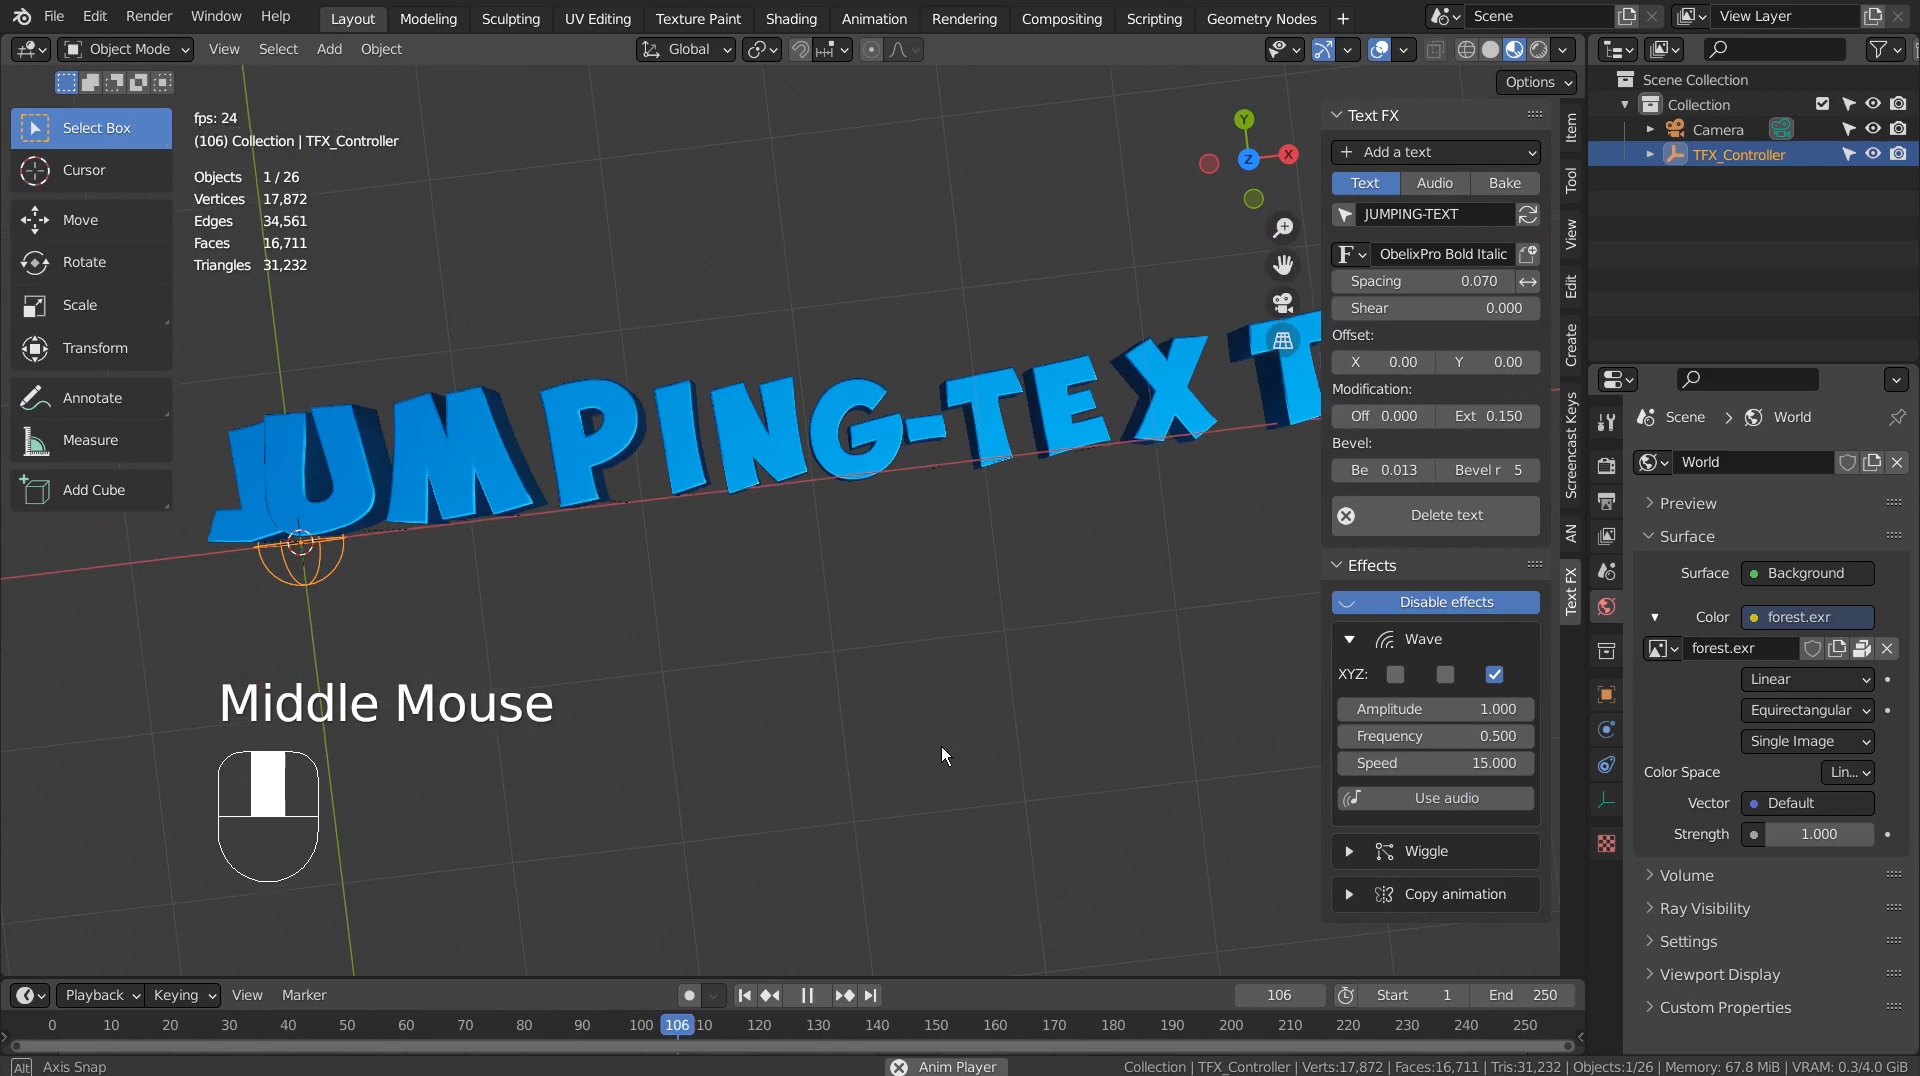 File Edit Render Window Help Layout Modeling Sculpting UV Editing Texture Paint Shading Animation Rendering Compositing Scripting Geometry Nodes + Scene View Layer
Object Mode View Select Add Object Global
Options
Select Box
Cursor
Move
Rotate
Scale
Transform
Annotate
Measure
Add Cube
fps: 24
(106) Collection | TFX_Controller
Objects 1 / 26
Vertices 17,872
Edges 34,561
Faces 16,711
Triangles 31,232
JUMPING-TEXT
Middle Mouse
Y
Z X
Text FX
+ Add a text
Text Audio Bake
JUMPING-TEXT
F ObelixPro Bold Italic
Spacing 0.070
Shear 0.000
Offset:
X 0.00 Y 0.00
Modification:
Off 0.000 Ext 0.150
Bevel:
Be 0.013 Bevel r 5
Delete text
Effects
Disable effects
Wave
XYZ:
Amplitude 1.000
Frequency 0.500
Speed 15.000
Use audio
Wiggle
Copy animation
Item
Tool
View
Edit
Create
Screencast Keys
AN
Text FX
Scene Collection
Collection
Camera
TFX_Controller
Scene > World
World
Preview
Surface
Surface Background
Color forest.exr
forest.exr
Linear
Equirectangular
Single Image
Color Space Lin...
Vector Default
Strength 1.000
Volume
Ray Visibility
Settings
Viewport Display
Custom Properties
Playback Keying View Marker 106 Start 1 End 250
0 10 20 30 40 50 60 70 80 90 100 106 10 120 130 140 150 160 170 180 190 200 210 220 230 240 250
Alt Axis Snap Anim Player Collection | TFX_Controller | Verts:17,872 | Faces:16,711 | Tris:31,232 | Objects:1/26 | Memory: 67.8 MiB | VRAM: 0.3/4.0 GiB